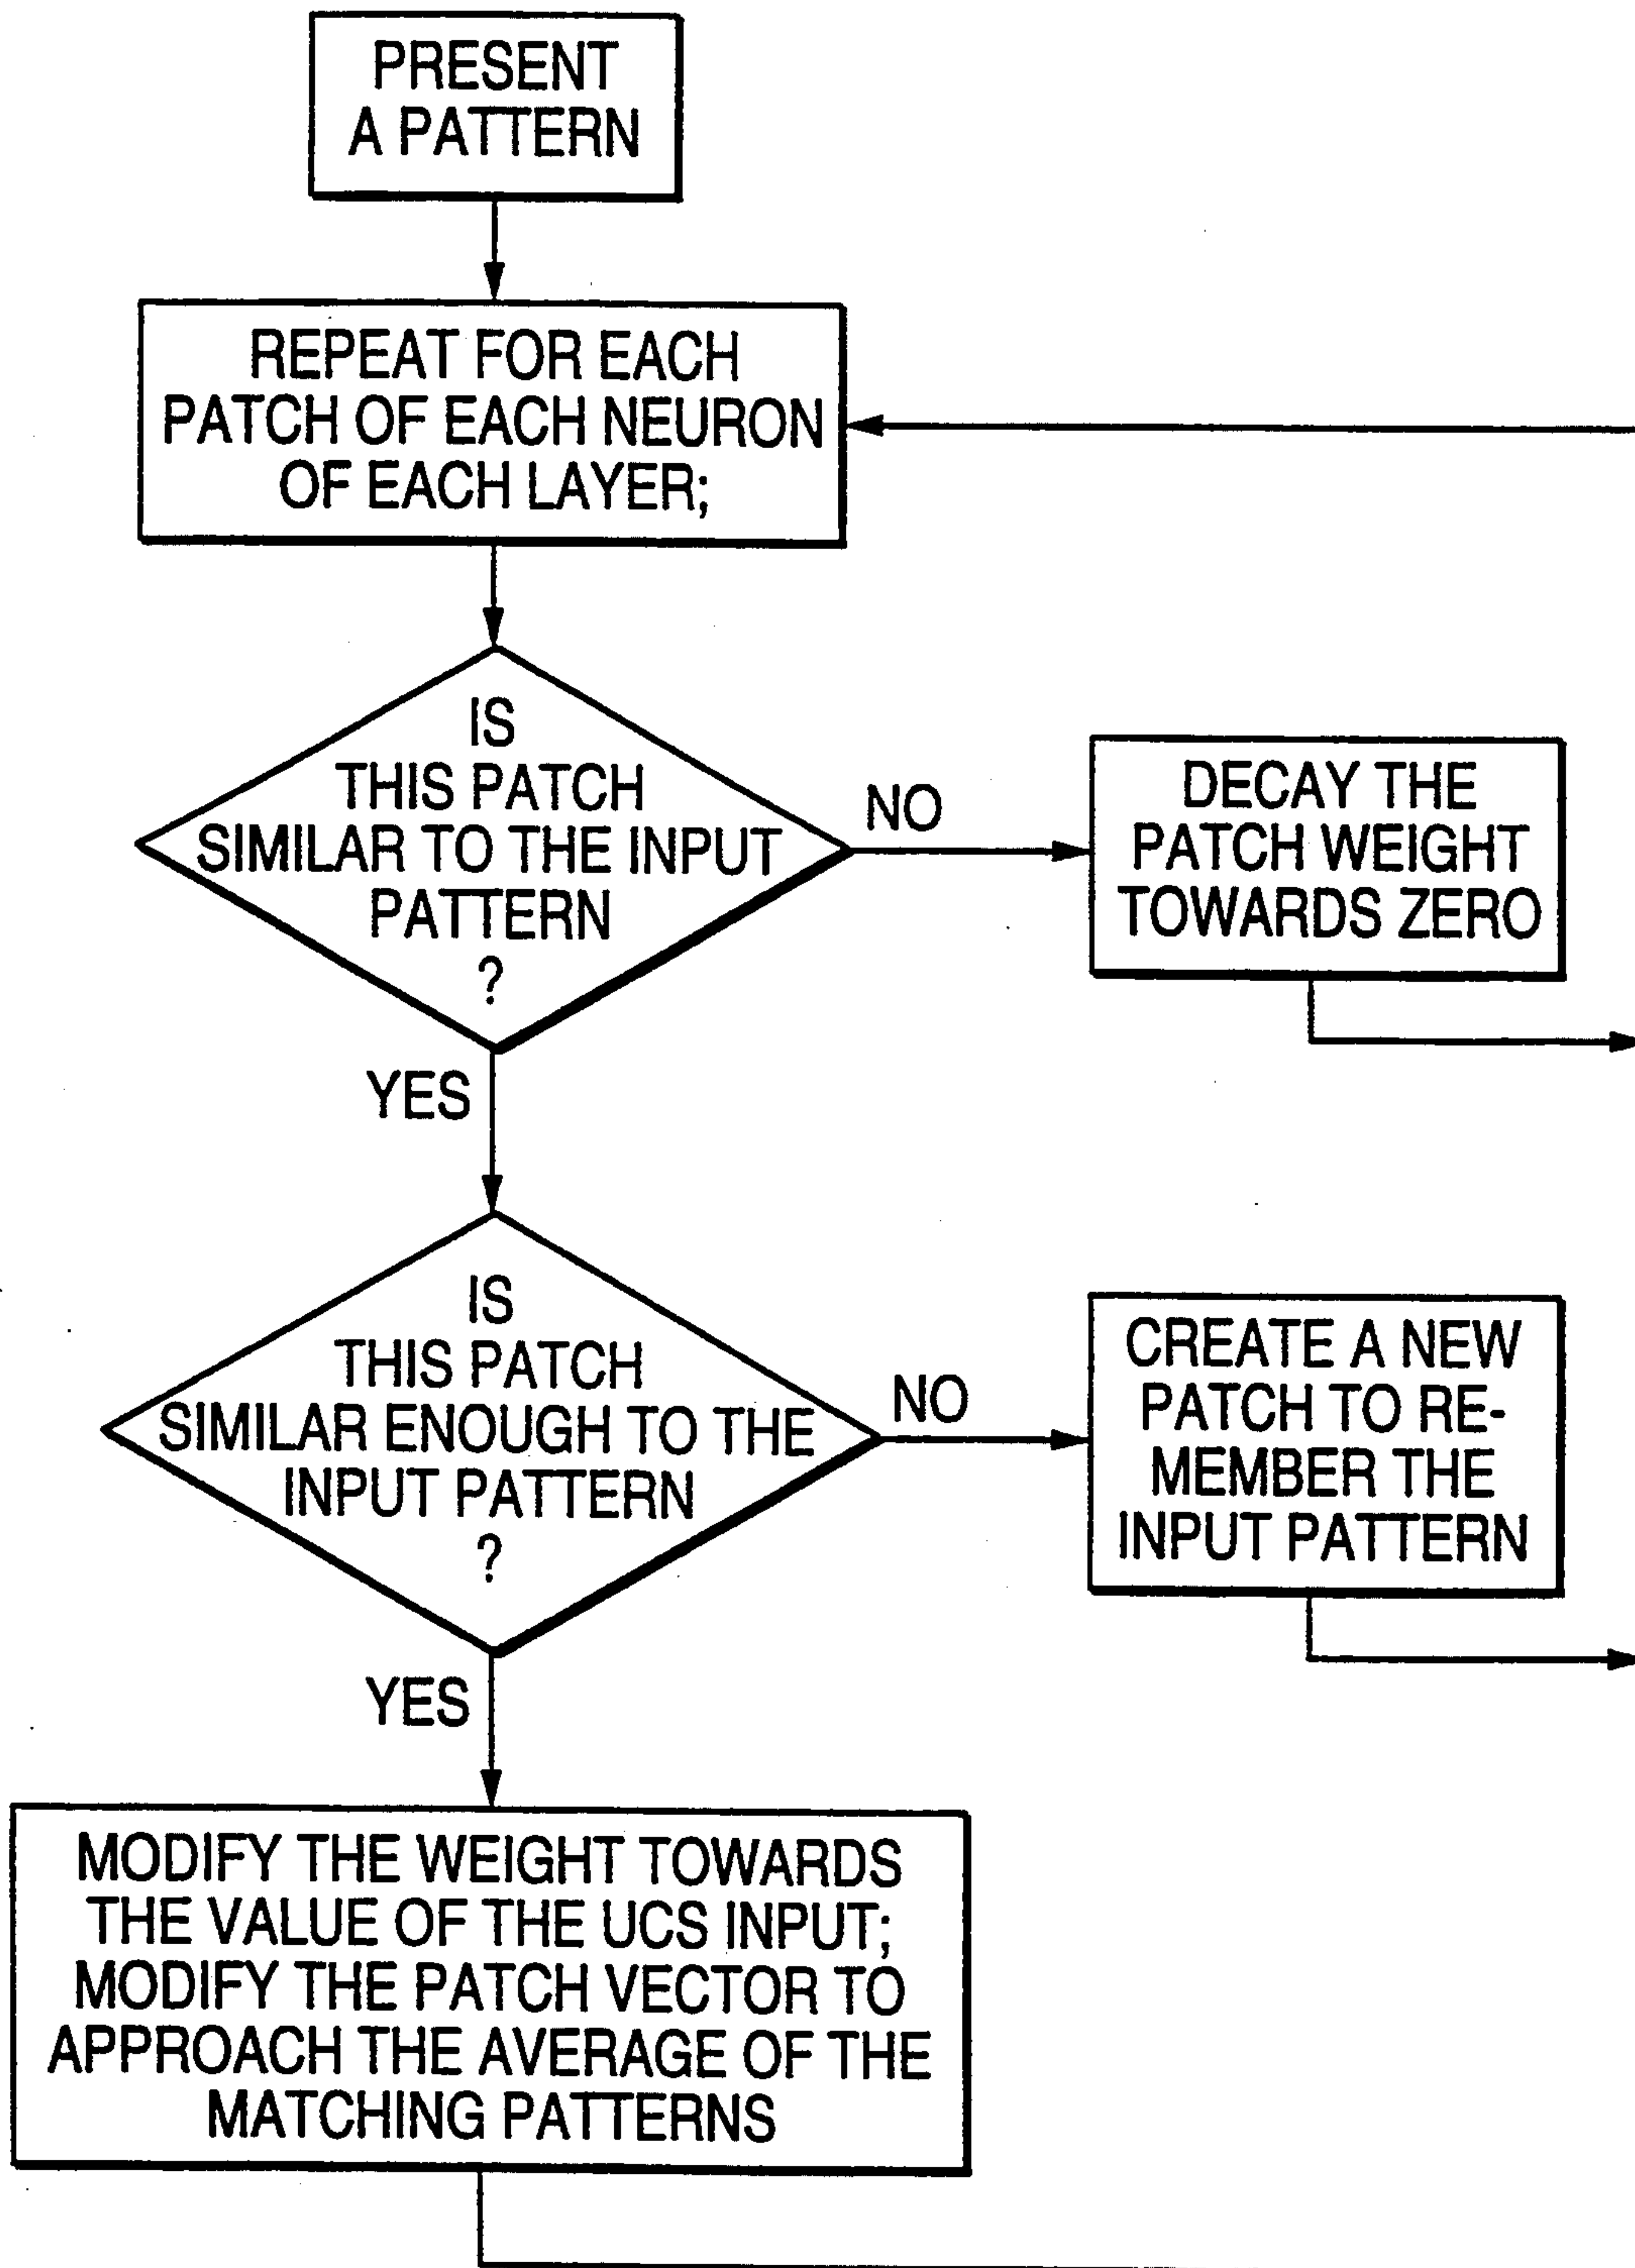 PRESENT
A PATTERN
REPEAT FOR EACH
PATCH OF EACH NEURON
OF EACH LAYER;
IS
THIS PATCH
SIMILAR TO THE INPUT
PATTERN
?
NO
DECAY THE
PATCH WEIGHT
TOWARDS ZERO
YES
IS
THIS PATCH
SIMILAR ENOUGH TO THE
INPUT PATTERN
?
NO
CREATE A NEW
PATCH TO RE-
MEMBER THE
INPUT PATTERN
YES
MODIFY THE WEIGHT TOWARDS
THE VALUE OF THE UCS INPUT;
MODIFY THE PATCH VECTOR TO
APPROACH THE AVERAGE OF THE
MATCHING PATTERNS